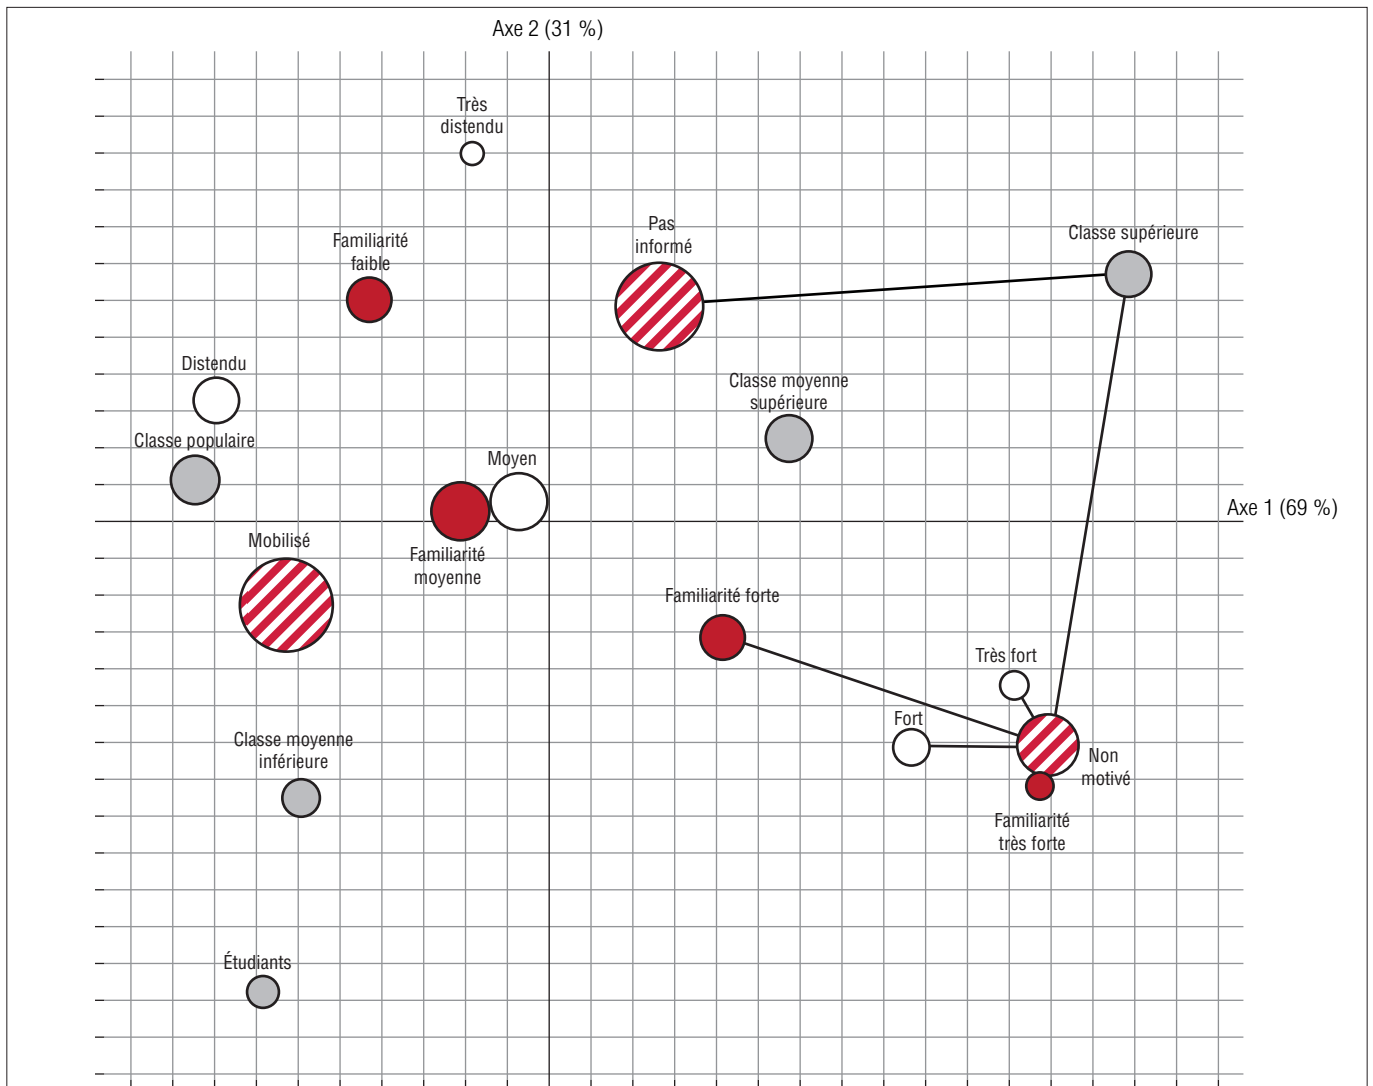 Axe 2 (31 %)
Très
distendu
Pas
informé
Classe supérieure
Familiarité
faible
Distendu
Classe moyenne
supérieure
Classe populaire
Moyen
Axe 1 (69 %)
Mobilisé
Familiarité
moyenne
Familiarité forte
Très fort
Fort
Classe moyenne
inférieure
Non
motivé
Familiarité
très forte
Étudiants